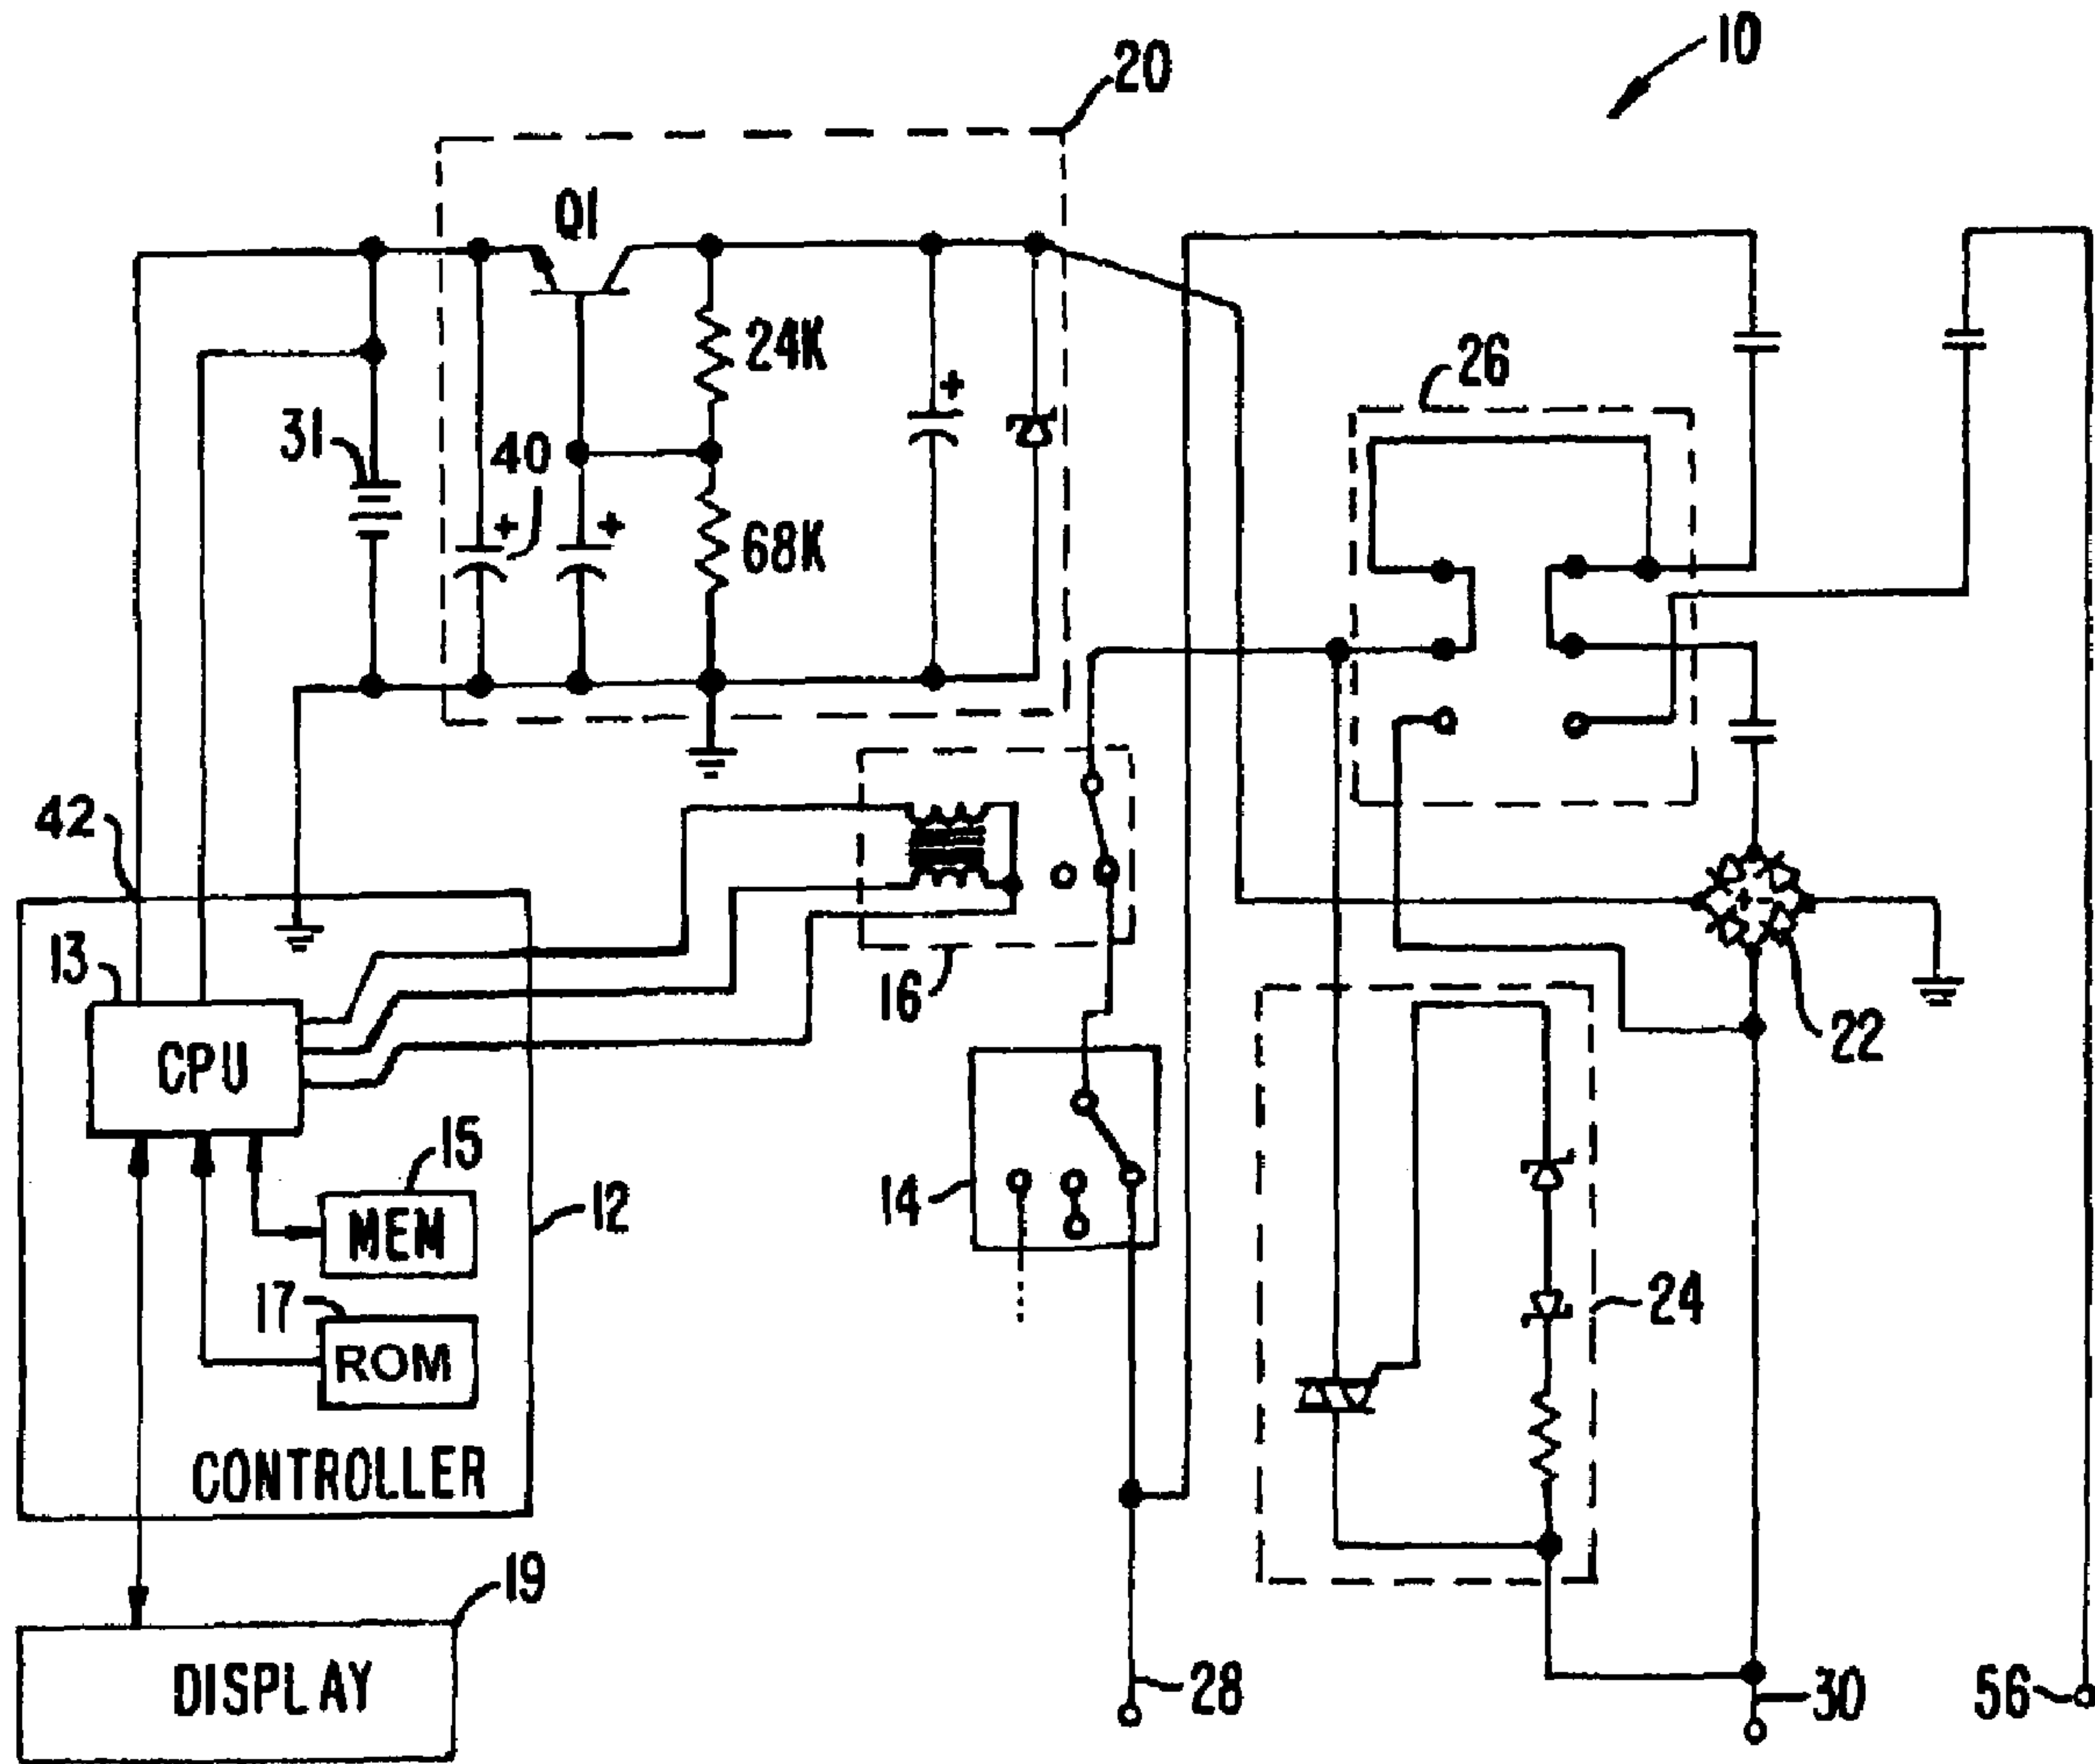 10
20
Q1
24K
26
31
40
+
+
+
68K
42
13
16
+ -
22
CPU
15
MEM
14
12
17
ROM
24
CONTROLLER
19
DISPLAY
28
30
56